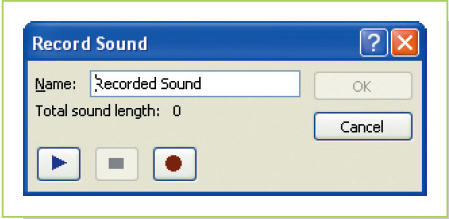 Record Sound
Name: Recorded Sound
OK
Total sound length: 0
Cancel